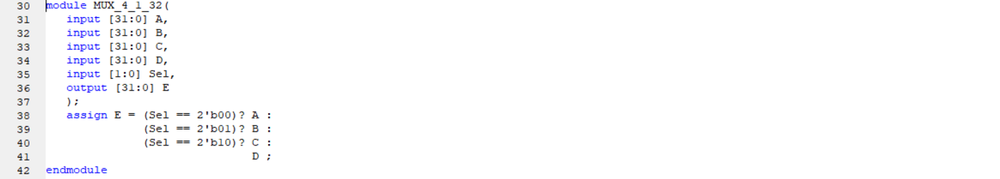 30 module MUX_4_1_32(
31 input [31:0] A,
32 input [31:0] B,
33 input [31:0] C,
34 input [31:0] D,
35 input [1:0] Sel,
36 output [31:0] E
37 );
38 assign E = (Sel == 2'b00)? A :
39 (Sel == 2'b01)? B :
40 (Sel == 2'b10)? C :
41 D ;
42 endmodule